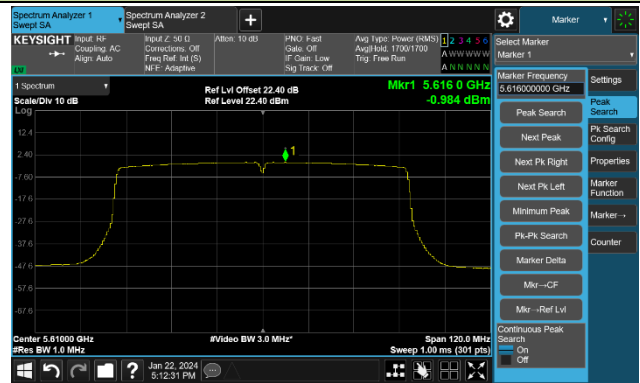 Spectrum Analyzer 1
Swept SA
Spectrum Analyzer 2
Swept SA
+
Marker
KEYSIGHT
Input: RF
Coupling: AC
Align: Auto
Input Z: 50 Ω
Corrections: Off
Freq Ref: Int (S)
NFE: Adaptive
Atten: 10 dB
PNO: Fast
Gate: Off
IF Gain: Low
Sig Track: Off
Avg Type: Power (RMS)
Avg|Hold: 1700/1700
Trig: Free Run
1 2 3 4 5 6
A W W W W W
A N N N N N
Select Marker
Marker 1
1 Spectrum
Scale/Div 10 dB
Log
Ref Lvl Offset 22.40 dB
Ref Level 22.40 dBm
Mkr1 5.616 0 GHz
-0.984 dBm
12.4
2.40
-7.60
-17.6
-27.6
-37.6
-47.6
-57.6
-67.6
1
Center 5.61000 GHz
#Res BW 1.0 MHz
#Video BW 3.0 MHz*
Span 120.0 MHz
Sweep 1.00 ms (301 pts)
Marker Frequency
5.616000000 GHz
Peak Search
Next Peak
Next Pk Right
Next Pk Left
Minimum Peak
Pk-Pk Search
Marker Delta
Mkr→CF
Mkr→Ref Lvl
Continuous Peak
Search
On
Off
Settings
Peak
Search
Pk Search
Config
Properties
Marker
Function
Marker→
Counter
?
Jan 22, 2024
5:12:31 PM